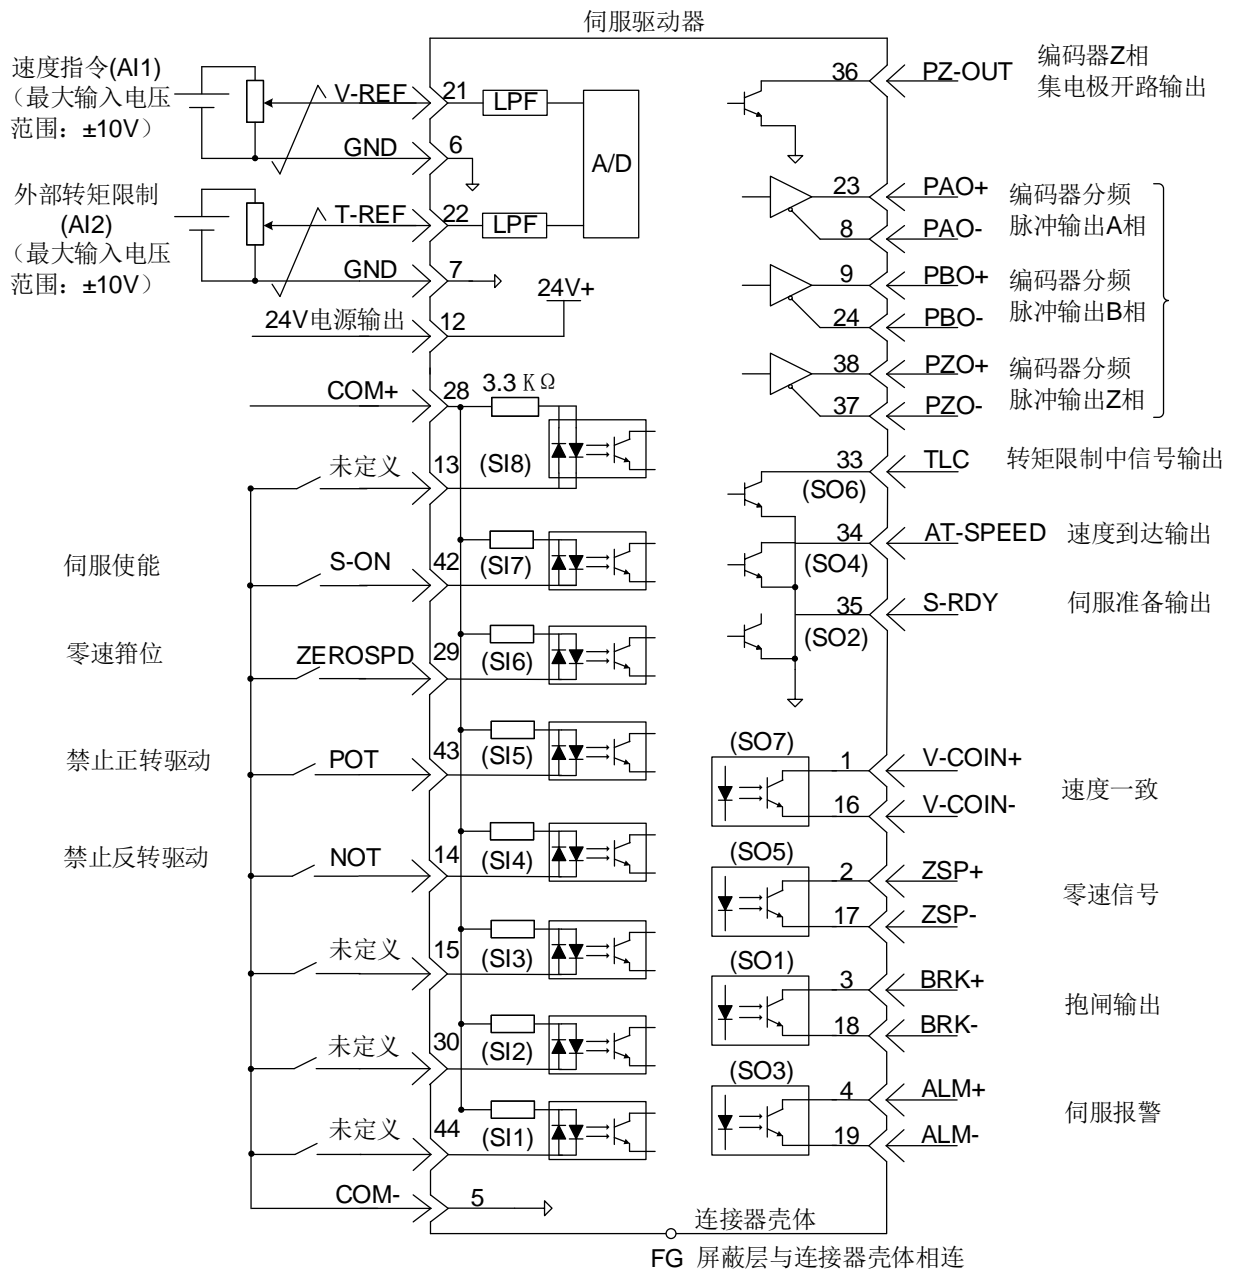 伺服驱动器
速度指令(AI1)
（最大输入电压
范围：±10V）
V-REF
21
LPF
GND
6
A/D
外部转矩限制
(AI2)
（最大输入电压
范围：±10V）
T-REF
22
LPF
GND
7
24V+
24V电源输出
12
COM+
28
3.3 KΩ
未定义
13
(SI8)
伺服使能
S-ON
42
(SI7)
零速箝位
ZEROSPD
29
(SI6)
禁止正转驱动
POT
43
(SI5)
禁止反转驱动
NOT
14
(SI4)
未定义
15
(SI3)
未定义
30
(SI2)
未定义
44
(SI1)
COM-
5
36
PZ-OUT
编码器Z相
集电极开路输出
23
PAO+
8
PAO-
编码器分频
脉冲输出A相
9
PBO+
24
PBO-
编码器分频
脉冲输出B相
38
PZO+
37
PZO-
编码器分频
脉冲输出Z相
33
TLC
转矩限制中信号输出
(SO6)
34
AT-SPEED
速度到达输出
(SO4)
35
S-RDY
伺服准备输出
(SO2)
(SO7)
1
V-COIN+
16
V-COIN-
速度一致
(SO5)
2
ZSP+
17
ZSP-
零速信号
(SO1)
3
BRK+
18
BRK-
抱闸输出
(SO3)
4
ALM+
19
ALM-
伺服报警
连接器壳体
FG 屏蔽层与连接器壳体相连